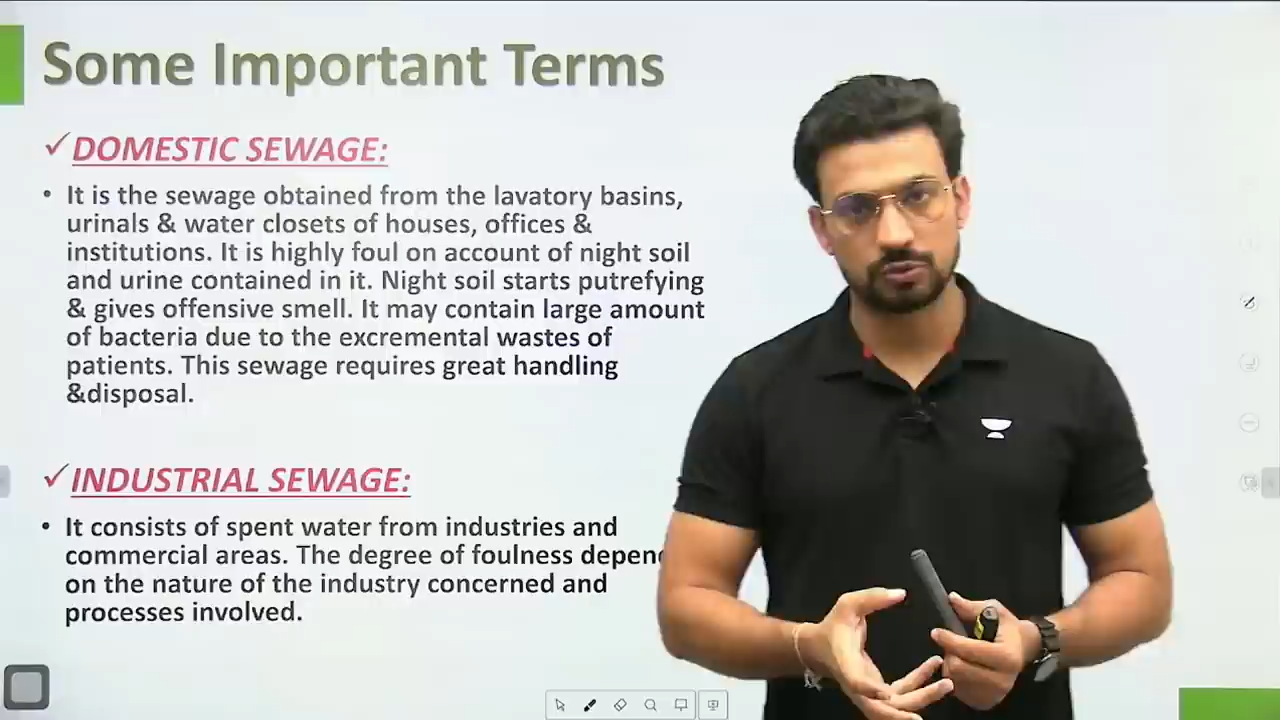 Some Important Terms
✓DOMESTIC SEWAGE:
• It is the sewage obtained from the lavatory basins,
urinals & water closets of houses, offices &
institutions. It is highly foul on account of night soil
and urine contained in it. Night soil starts putrefying
& gives offensive smell. It may contain large amount
of bacteria due to the excremental wastes of
patients. This sewage requires great handling
&disposal.
✓INDUSTRIAL SEWAGE:
• It consists of spent water from industries and
commercial areas. The degree of foulness depen
on the nature of the industry concerned and
processes involved.